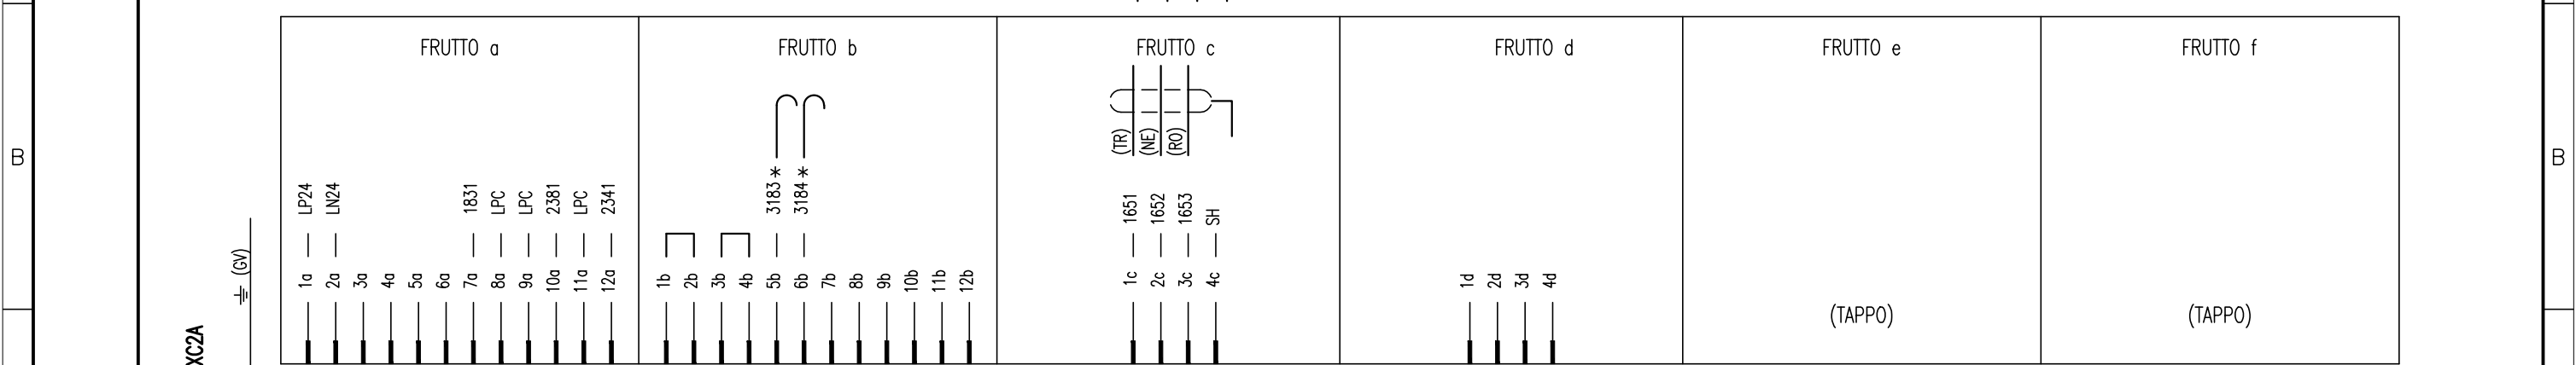 FRUTTO a
FRUTTO b
FRUTTO c
FRUTTO d
FRUTTO e
FRUTTO f
B
B
(TR)
(NE)
(RO)
LP24
LN24
1831
LPC
LPC
2381
LPC
2341
3183*
3184*
1651
1652
1653
SH
(GV)
1a
2a
3a
4a
5a
6a
7a
8a
9a
10a
11a
12a
1b
2b
3b
4b
5b
6b
7b
8b
9b
10b
11b
12b
1c
2c
3c
4c
1d
2d
3d
4d
(TAPPO)
(TAPPO)
XC2A